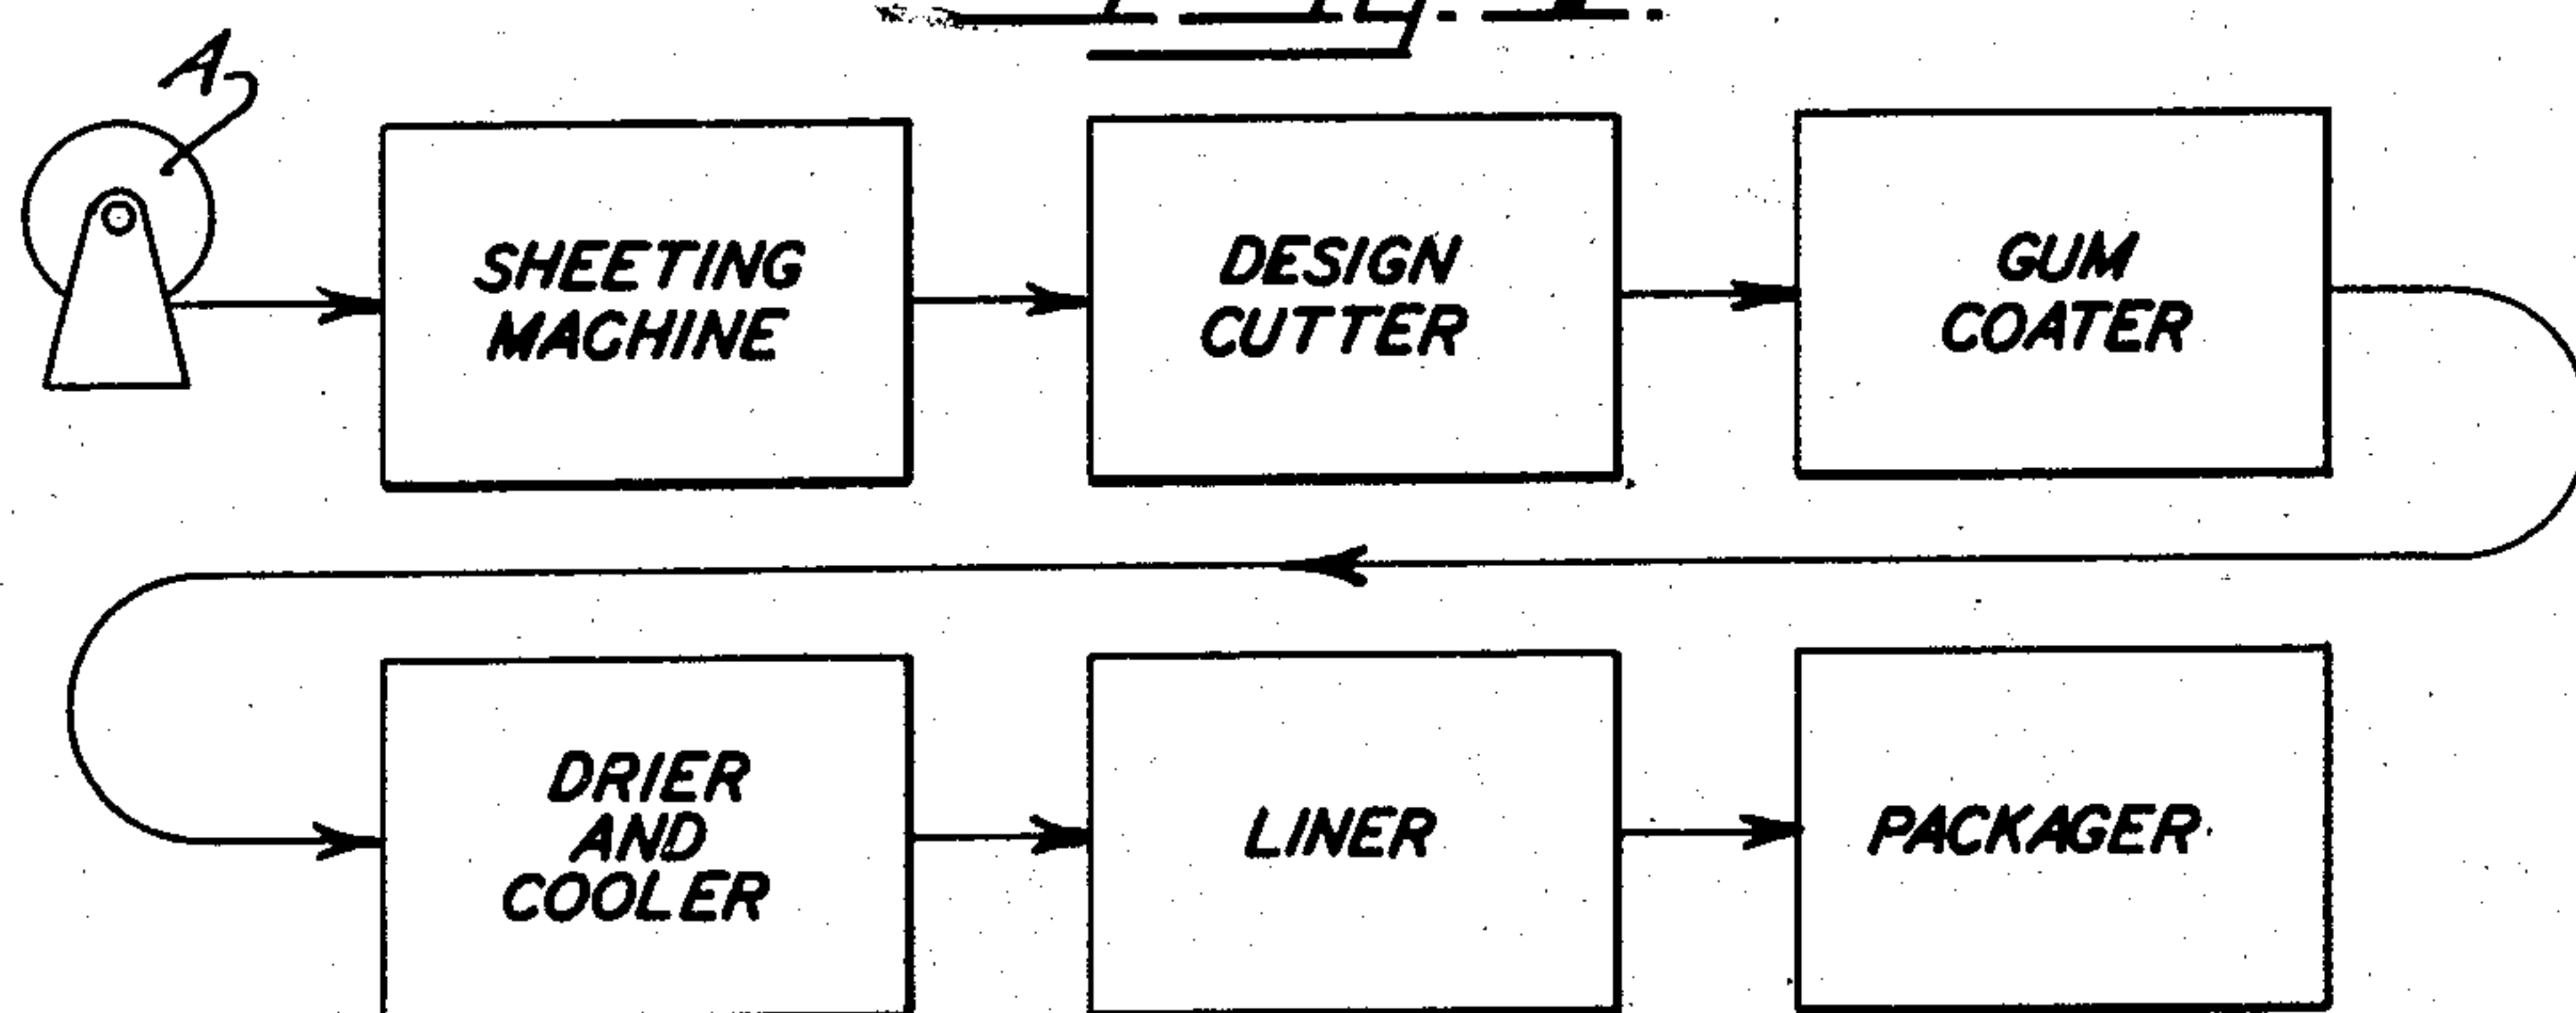 A
SHEETING
MACHINE
DESIGN
CUTTER
GUM
COATER
DRIER
AND
COOLER
LINER
PACKAGER